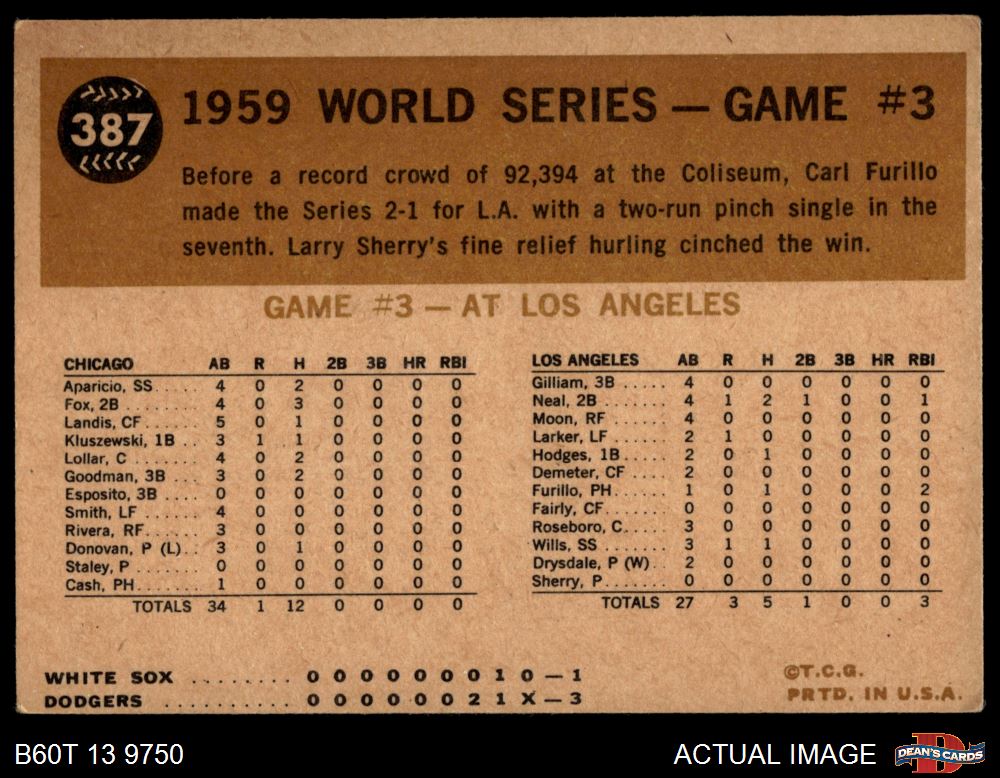 387
1959 WORLD SERIES — GAME #3
Before a record crowd of 92,394 at the Coliseum, Carl Furillo
made the Series 2-1 for L.A. with a two-run pinch single in the
seventh. Larry Sherry's fine relief hurling cinched the win.
GAME #3 — AT LOS ANGELES
CHICAGO AB R H 2B 3B HR RBI
Aparicio, SS..... 4 0 2 0 0 0 0
Fox, 2B ........ 4 0 3 0 0 0 0
Landis, CF...... 5 0 1 0 0 0 0
Kluszewski, 1B .. 3 1 1 0 0 0 0
Lollar, C ....... 4 0 2 0 0 0 0
Goodman, 3B .... 3 0 2 0 0 0 0
Esposito, 3B .... 0 0 0 0 0 0 0
Smith, LF ...... 4 0 0 0 0 0 0
Rivera, RF...... 3 0 0 0 0 0 0
Donovan, P (L).. 3 0 1 0 0 0 0
Staley, P ....... 0 0 0 0 0 0 0
Cash, PH....... 1 0 0 0 0 0 0
TOTALS 34 1 12 0 0 0 0
LOS ANGELES AB R H 2B 3B HR RBI
Gilliam, 3B ..... 4 0 0 0 0 0 0
Neal, 2B ....... 4 1 2 1 0 0 1
Moon, RF ...... 4 0 0 0 0 0 0
Larker, LF ..... 2 1 0 0 0 0 0
Hodges, 1B ..... 2 0 1 0 0 0 0
Demeter, CF .... 2 0 0 0 0 0 0
Furillo, PH...... 1 0 1 0 0 0 2
Fairly, CF...... 0 0 0 0 0 0 0
Roseboro, C.... 3 0 0 0 0 0 0
Wills, SS ...... 3 1 1 0 0 0 0
Drysdale, P (W).. 2 0 0 0 0 0 0
Sherry, P....... 0 0 0 0 0 0 0
TOTALS 27 3 5 1 0 0 3
WHITE SOX ........ 0 0 0 0 0 0 0 1 0 — 1
DODGERS .......... 0 0 0 0 0 0 2 1 X — 3
©T.C.G.
PRTD. IN U.S.A.
B60T 13 9750
ACTUAL IMAGE
DEAN'S CARDS